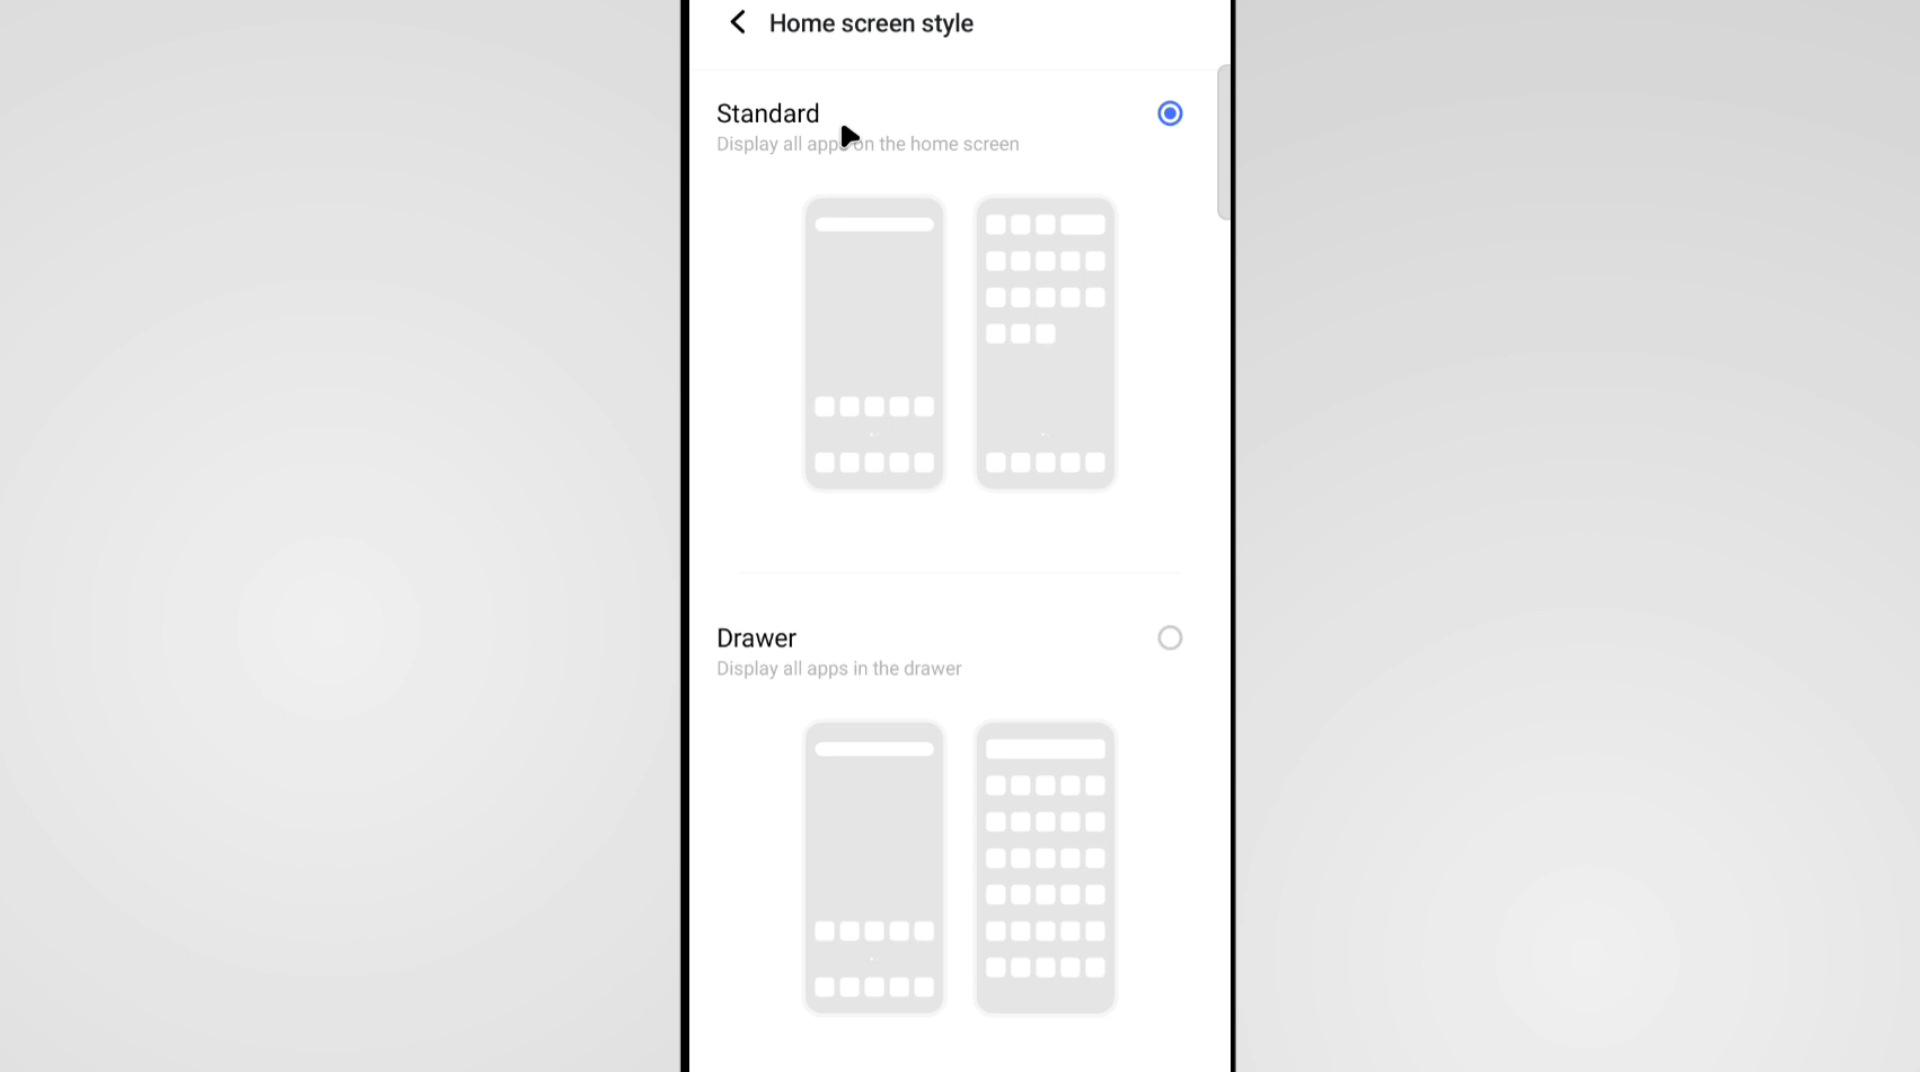 Home screen style
Standard
Display all apps on the home screen
Drawer
Display all apps in the drawer